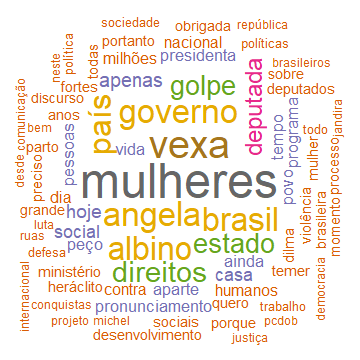 sociedade
obrigada república
portanto nacional políticas
milhões presidenta
brasileiros
apenas golpe sobre
deputados
fortes
discurso
anos
bem
parto
preciso
neste
política
todas
desde
comunicação
pessoas
país
governo
deputada
tempo
programa
povo
todo
mulher
processo
jandira
vida
vexa
mulheres
dia
grande hoje
luta
ruas social
defesa peço
angela brasil
albino estado
direitos
ainda
casa
dilma
violência
brasileira
momento
democracia
temer
internacional
ministério
heráclito contra aparte humanos
conquistas pronunciamento quero trabalho
projeto michel sociais porque pcdob
desenvolvimento justiça